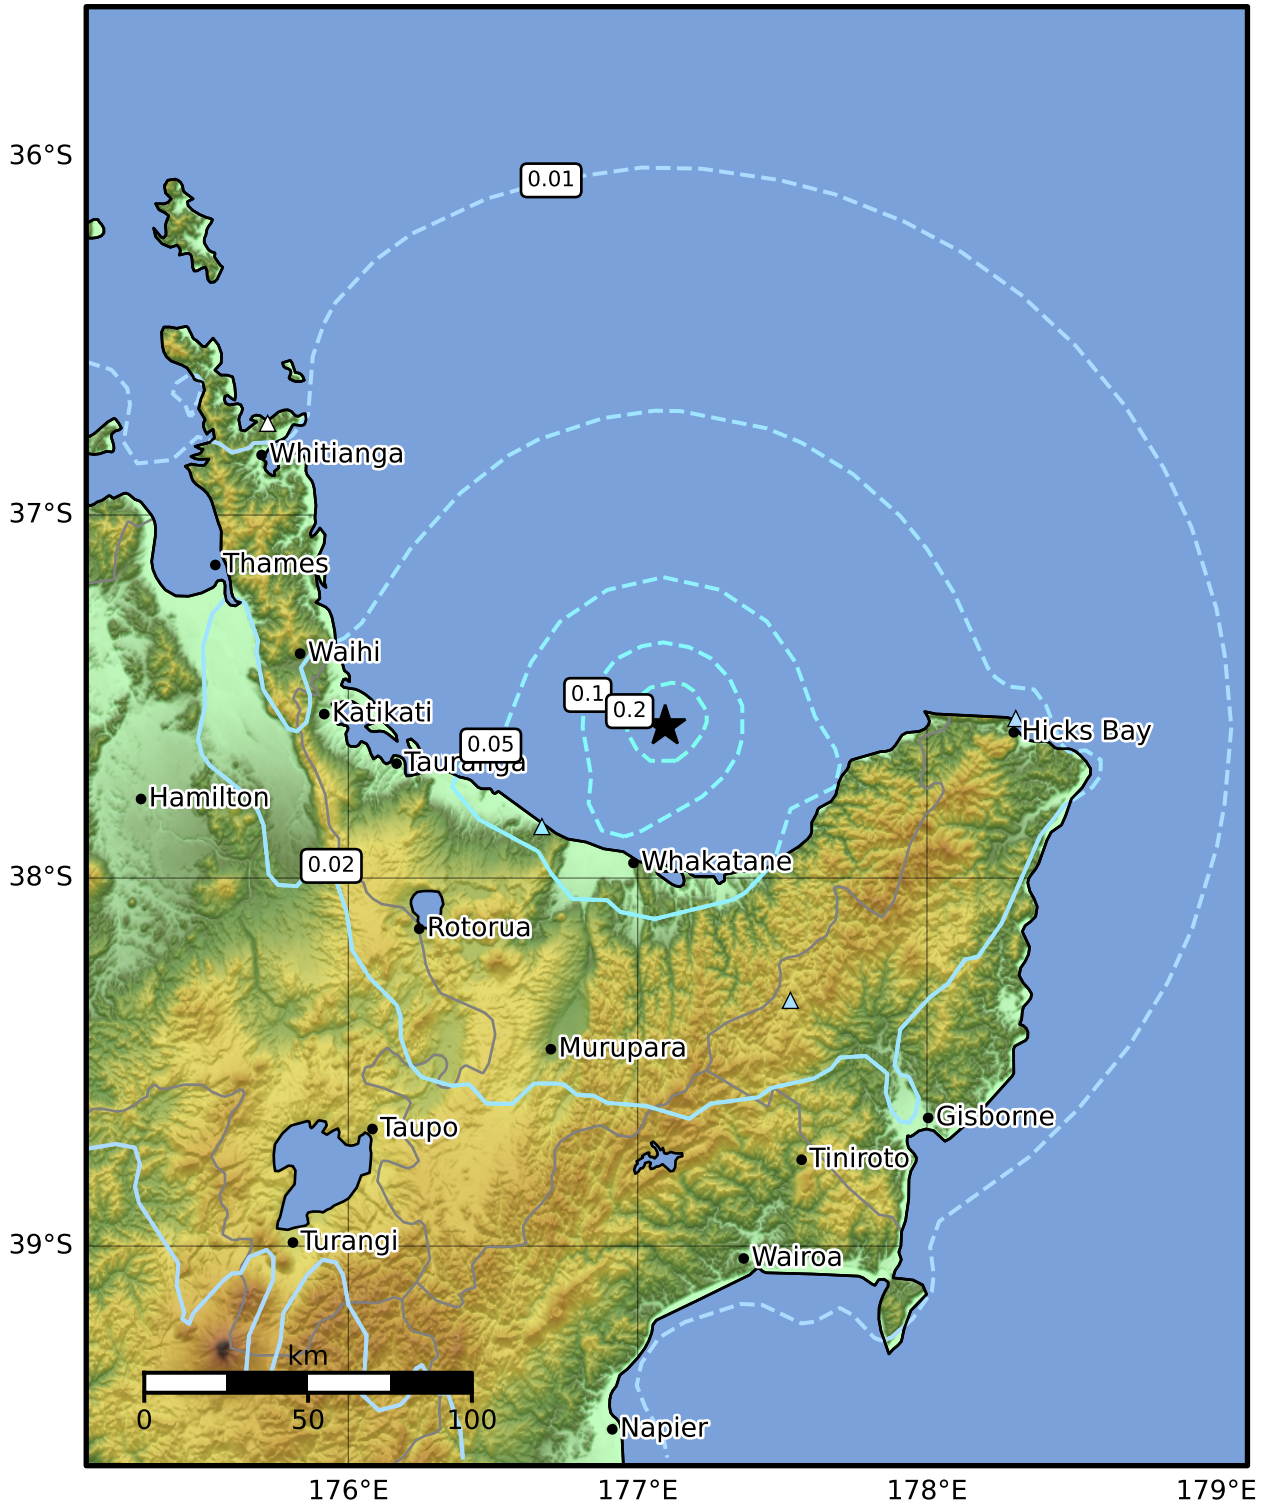 36°S
0.01
Whitianga
37°S
Thames
Waihi
0.1
0.2
Katikati
Hicks Bay
0.05
Tauranga
Hamilton
0.02
Whakatane
38°S
Rotorua
Murupara
Gisborne
Taupo
Tiniroto
39°S
Turangi
Wairoa
km
0 50 100
Napier
176°E 177°E 178°E 179°E